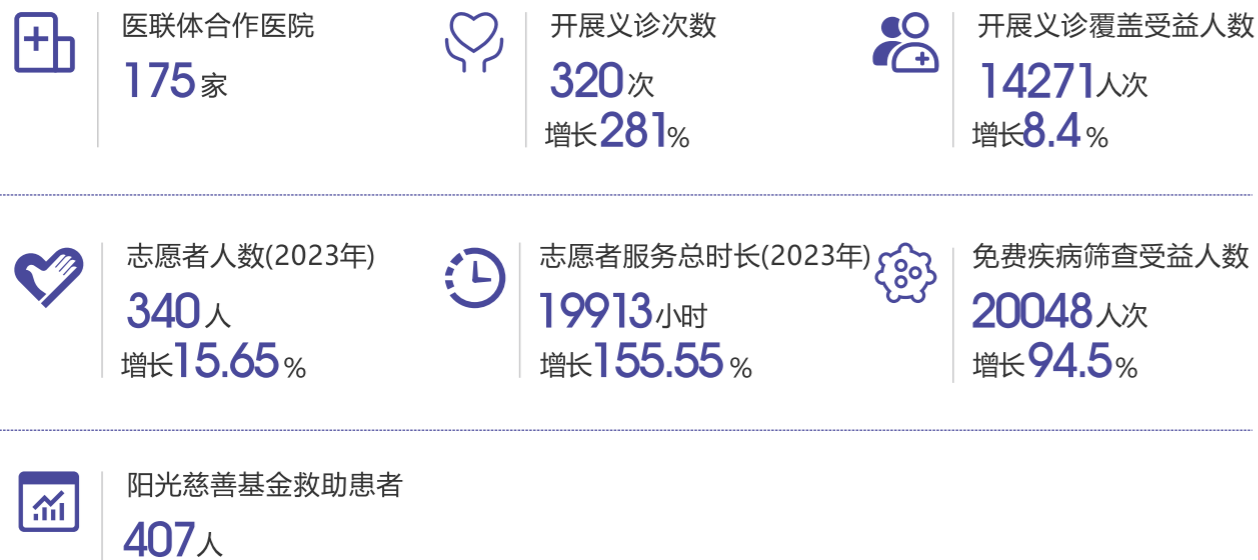 医联体合作医院
175家
开展义诊次数
320次
增长281%
开展义诊覆盖受益人数
14271人次
增长8.4%
志愿者人数(2023年)
340人
增长15.65%
志愿者服务总时长(2023年)
19913小时
增长155.55%
免费疾病筛查受益人数
20048人次
增长94.5%
阳光慈善基金救助患者
407人